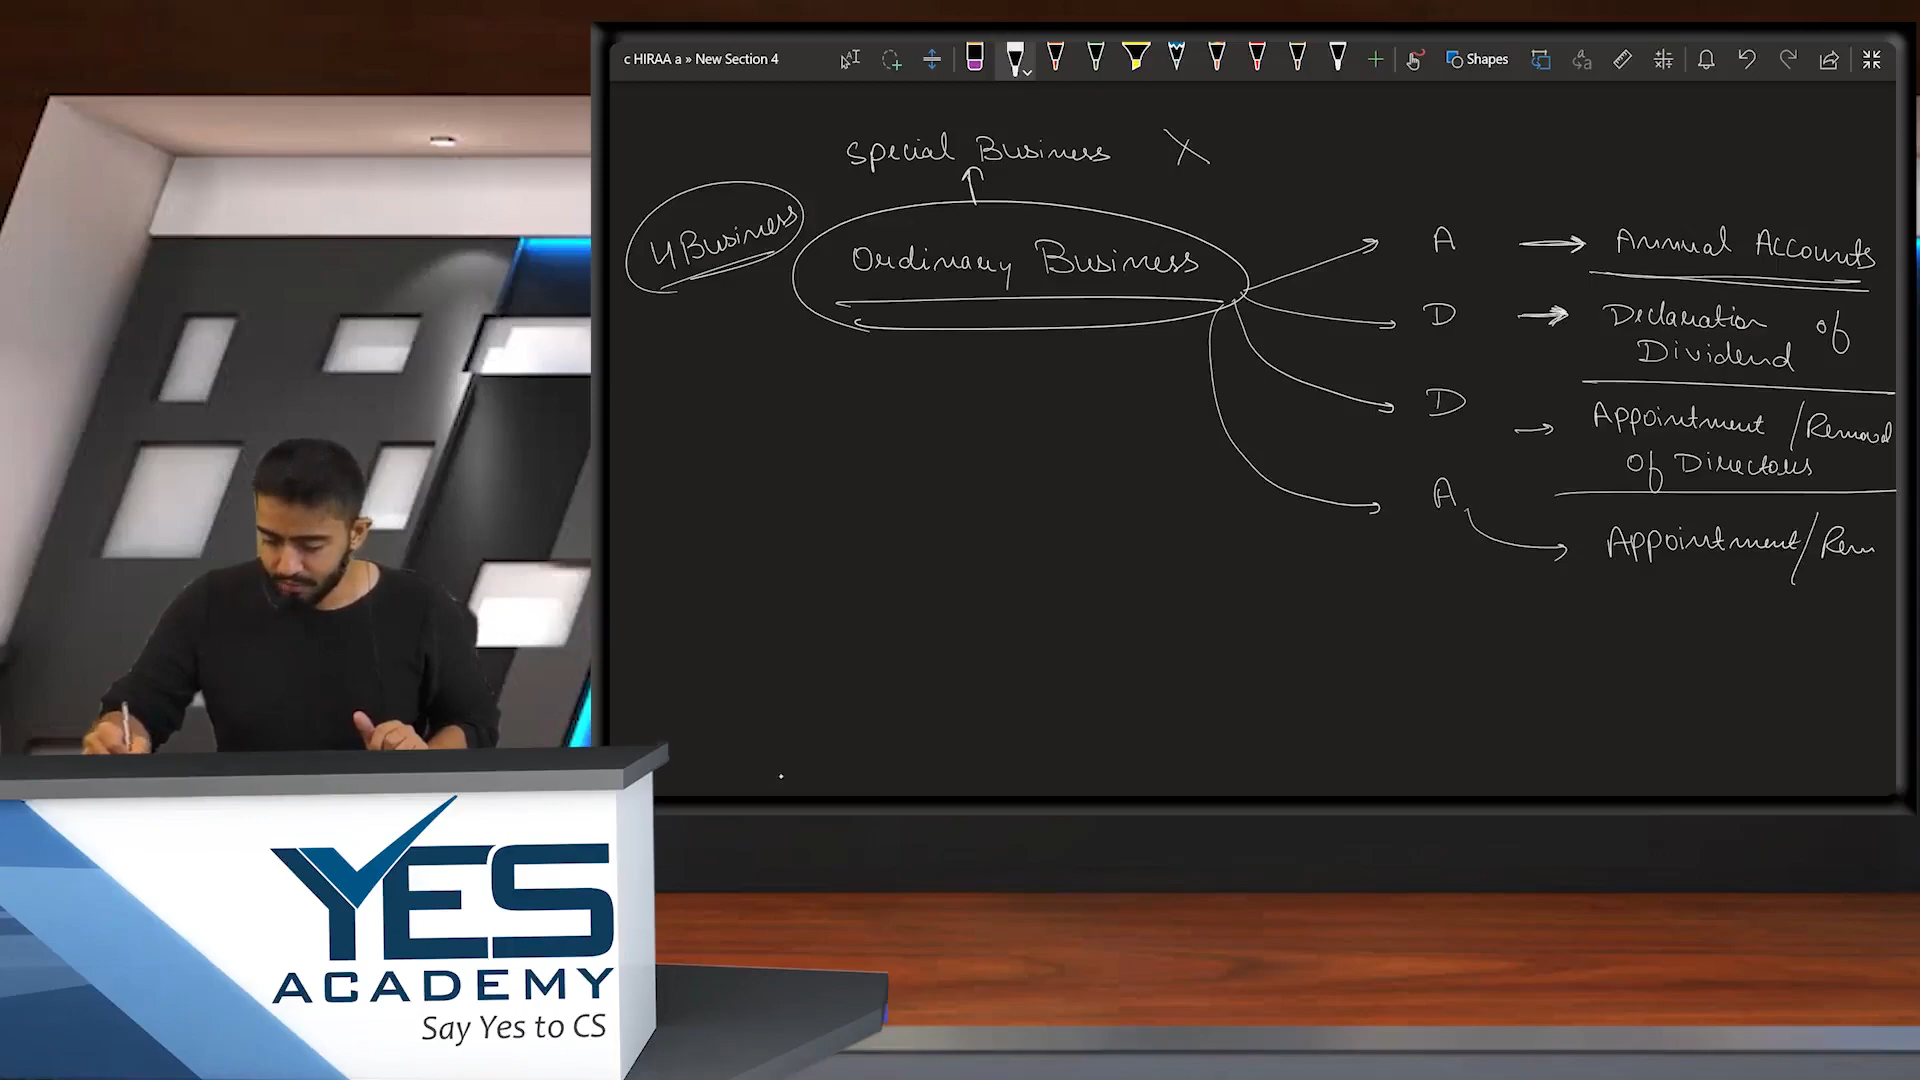 c HIRAA a » New Section 4
Shapes
Special Business X
4 Business
Ordinary Business
A → Annual Accounts
D → Declaration of
Dividend
D → Appointment / Removal
of Directors
A → Appointment / Rem
YES
ACADEMY
Say Yes to CS